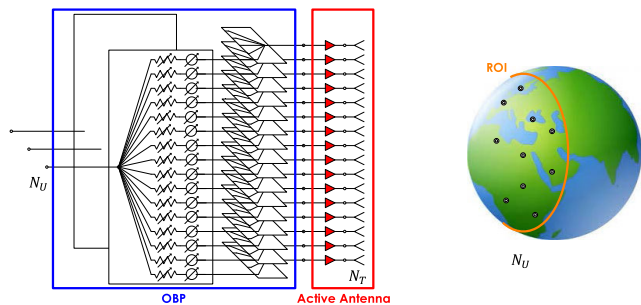 ROI
N_U
N_T
N_U
OBP
Active Antenna